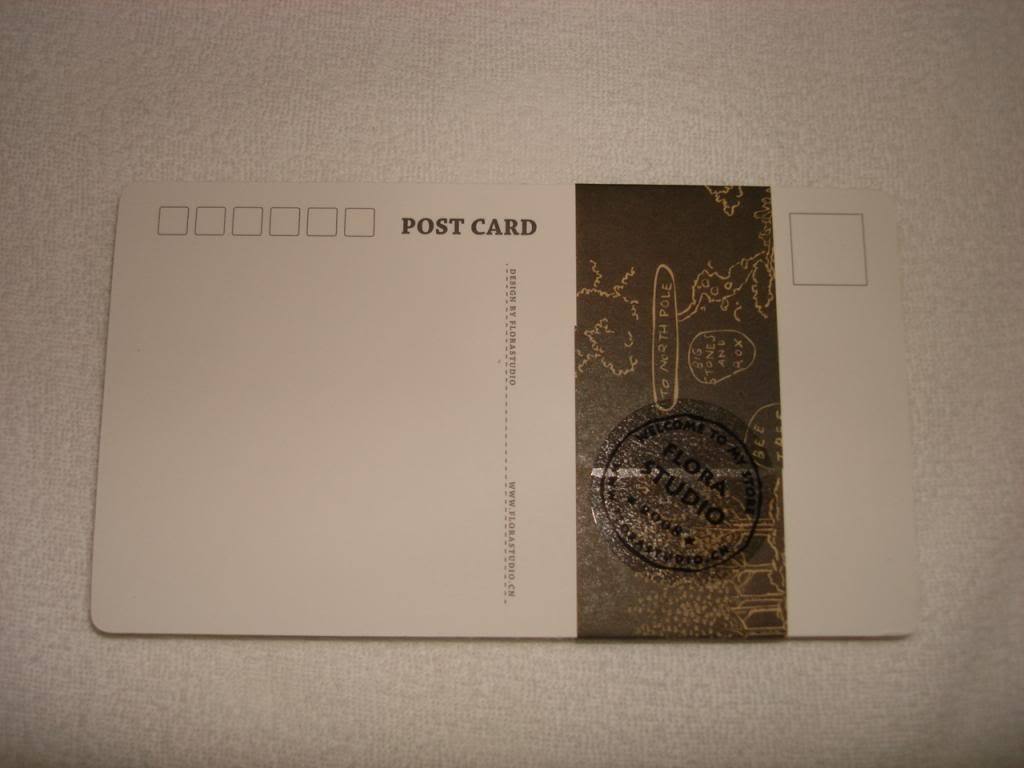 POST CARD
DESIGN BY FLORASTUDIO
WWW.FLORASTUDIO.CN
TO NORTH POLE
BIG
STONES
AND
BOX
BEE
WELCOME TO MY STORE
FLORA
STUDIO